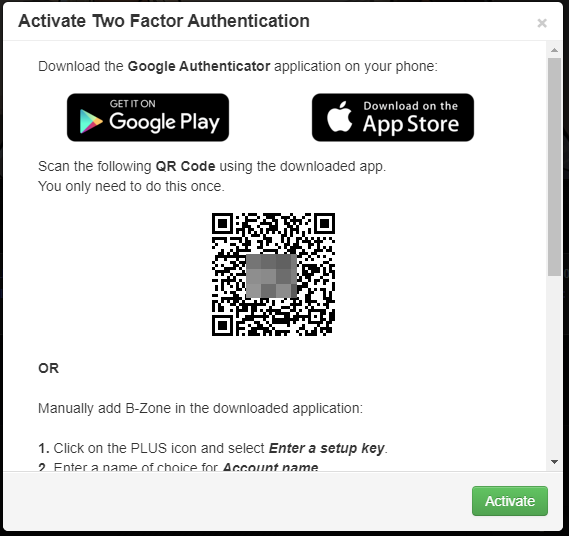 Activate Two Factor Authentication
×
Download the Google Authenticator application on your phone:
GET IT ON
Google Play
Download on the
App Store
Scan the following QR Code using the downloaded app.
You only need to do this once.
OR
Manually add B-Zone in the downloaded application:
1. Click on the PLUS icon and select Enter a setup key.
2. Enter a name of choice for Account name
Activate